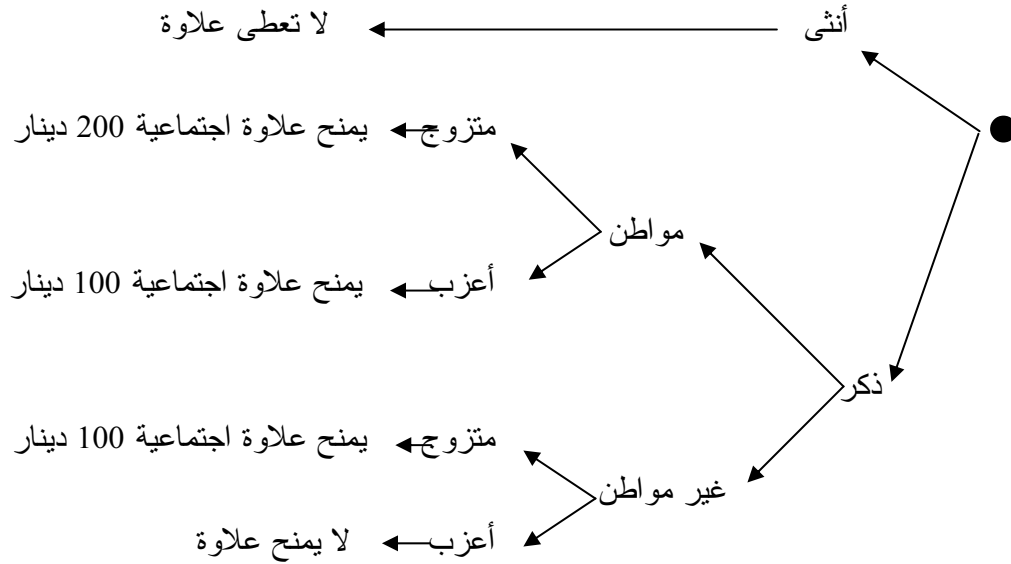 أنثى لا تعطى علاوة
متزوج يمنح علاوة اجتماعية 200 دينار
مواطن
أعزب يمنح علاوة اجتماعية 100 دينار
ذكر
متزوج يمنح علاوة اجتماعية 100 دينار
غير مواطن
أعزب لا يمنح علاوة